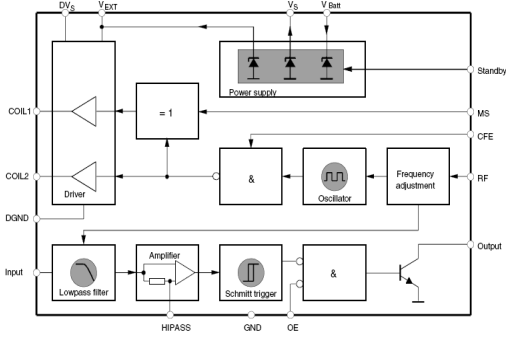 DVS VEXT VS VBatt
Standby
Power supply
COIL1
= 1
MS
CFE
COIL2
&
Oscillator
Frequency
adjustment
RF
Driver
DGND
Output
Input
Lowpass filter
Amplifier
Schmitt trigger
&
HIPASS GND OE